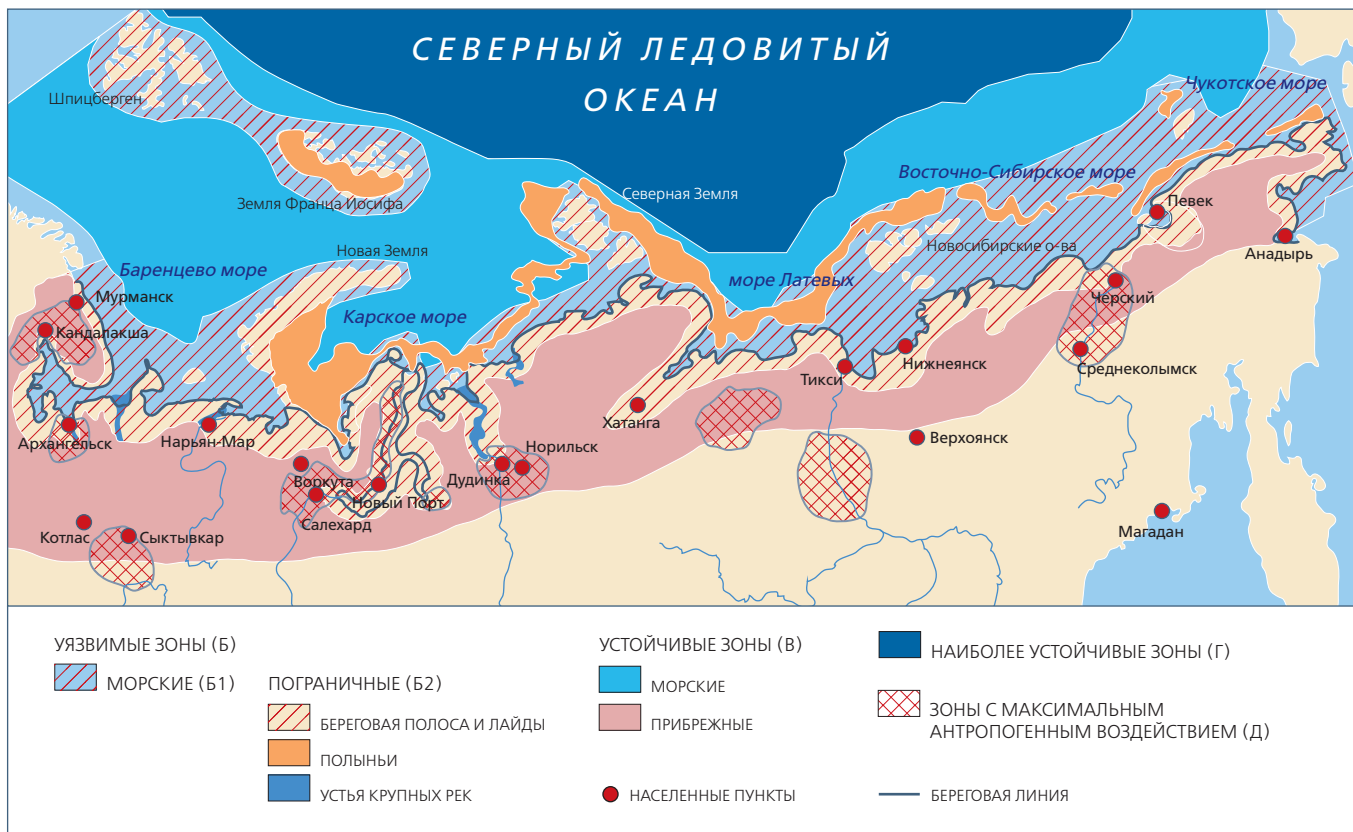 СЕВЕРНЫЙ ЛЕДОВИТЫЙ
ОКЕАН
Чукотское море
Шпицберген
Восточно-Сибирское море
Северная Земля
Земля Франца Иосифа
Певек
Новая Земля
Новосибирские о-ва
Анадырь
Баренцево море
море Латевых
Мурманск
Карское море
Черский
Кандалакша
Нижнеянск
Среднеколымск
Тикси
Хатанга
Архангельск
Нарьян-Мар
Верхоянск
Норильск
Воркута
Дудинка
Новый Порт
Салехард
Котлас
Сыктывкар
Магадан
УЯЗВИМЫЕ ЗОНЫ (Б)
МОРСКИЕ (Б1)
ПОГРАНИЧНЫЕ (Б2)
БЕРЕГОВАЯ ПОЛОСА И ЛАЙДЫ
ПОЛЫНЬИ
УСТЬЯ КРУПНЫХ РЕК
УСТОЙЧИВЫЕ ЗОНЫ (В)
МОРСКИЕ
ПРИБРЕЖНЫЕ
НАСЕЛЕННЫЕ ПУНКТЫ
НАИБОЛЕЕ УСТОЙЧИВЫЕ ЗОНЫ (Г)
ЗОНЫ С МАКСИМАЛЬНЫМ
АНТРОПОГЕННЫМ ВОЗДЕЙСТВИЕМ (Д)
БЕРЕГОВАЯ ЛИНИЯ